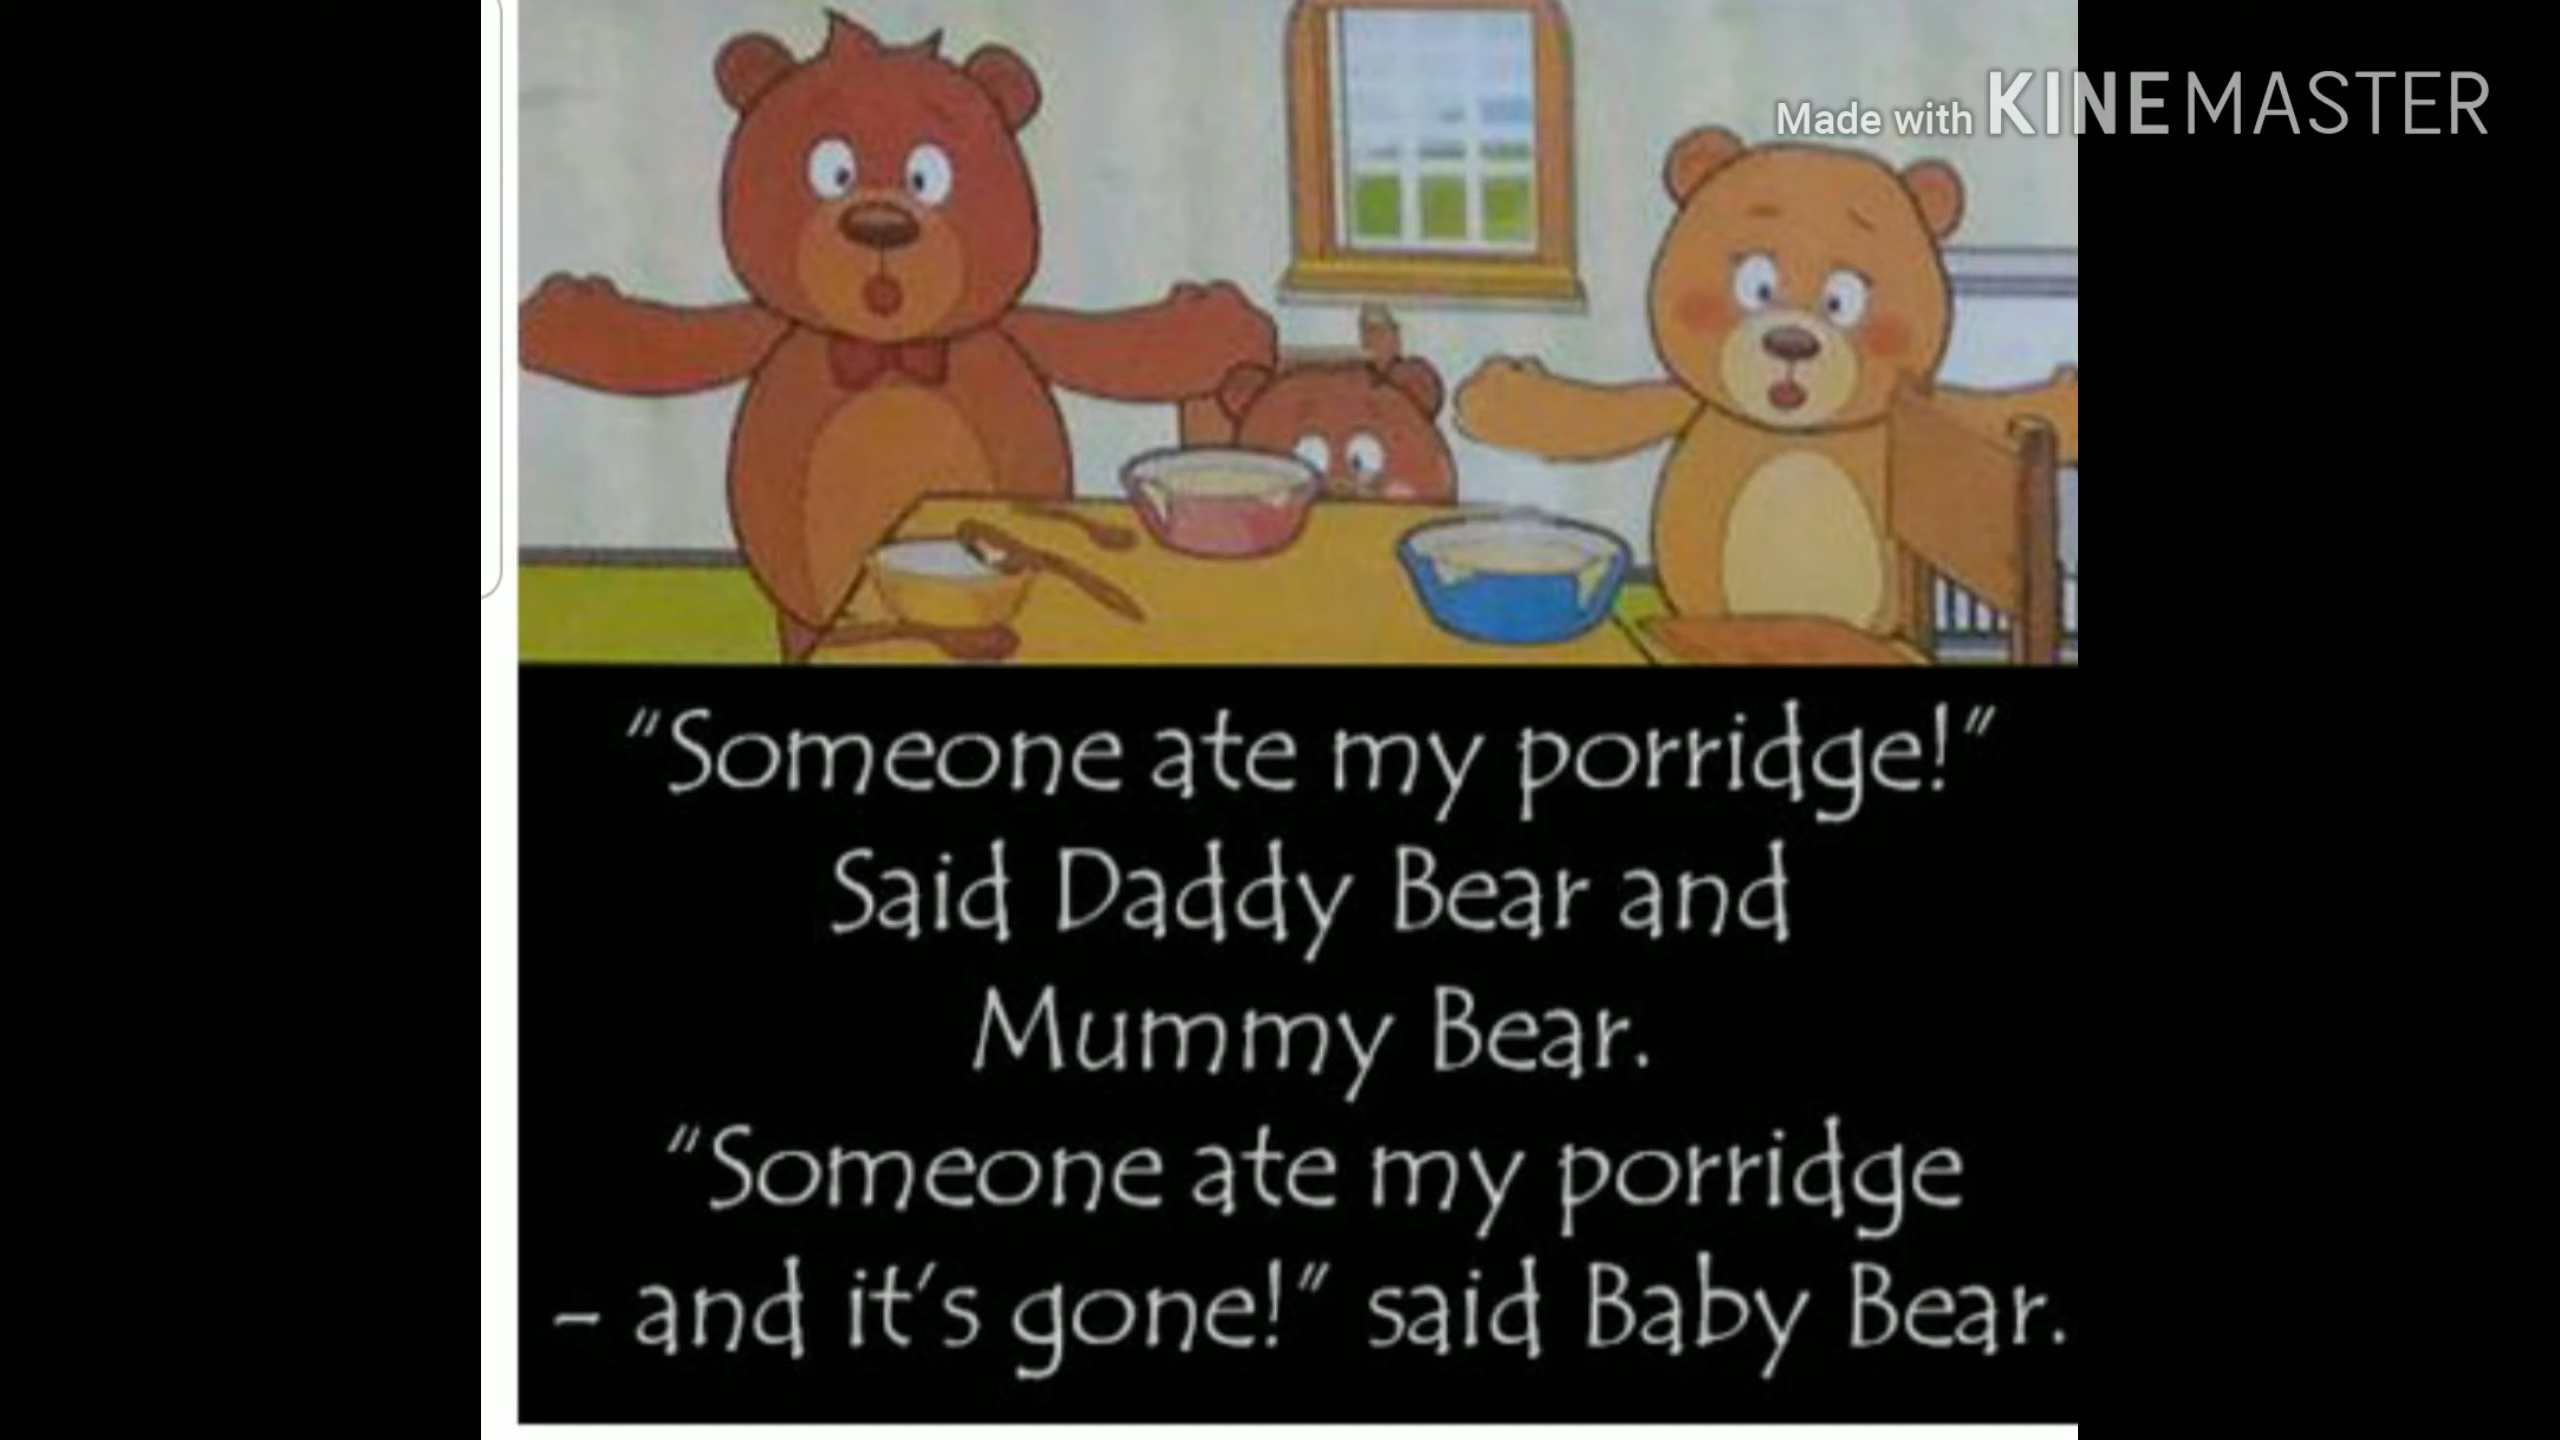 Made with KINEMASTER
"Someone ate my porridge!"
Said Daddy Bear and
Mummy Bear.
"Someone ate my porridge
- and it's gone!" said Baby Bear.